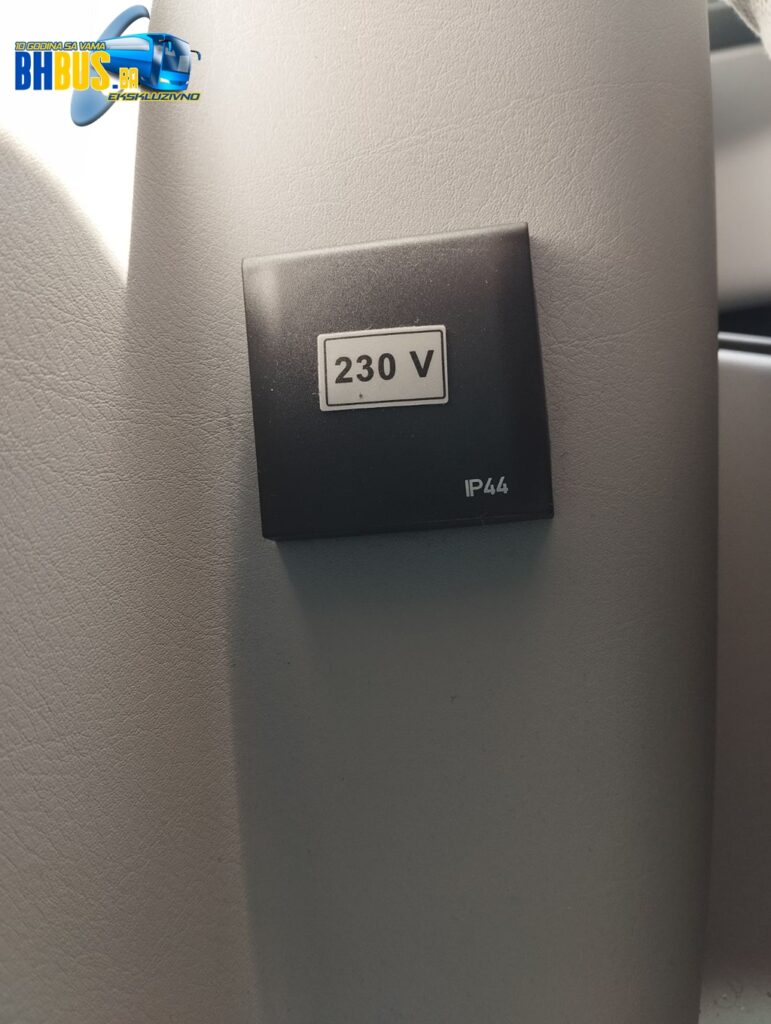 10 GODINA SA VAMA
BHBUS.BA
EKSKLUZIVNO
230 V
IP44